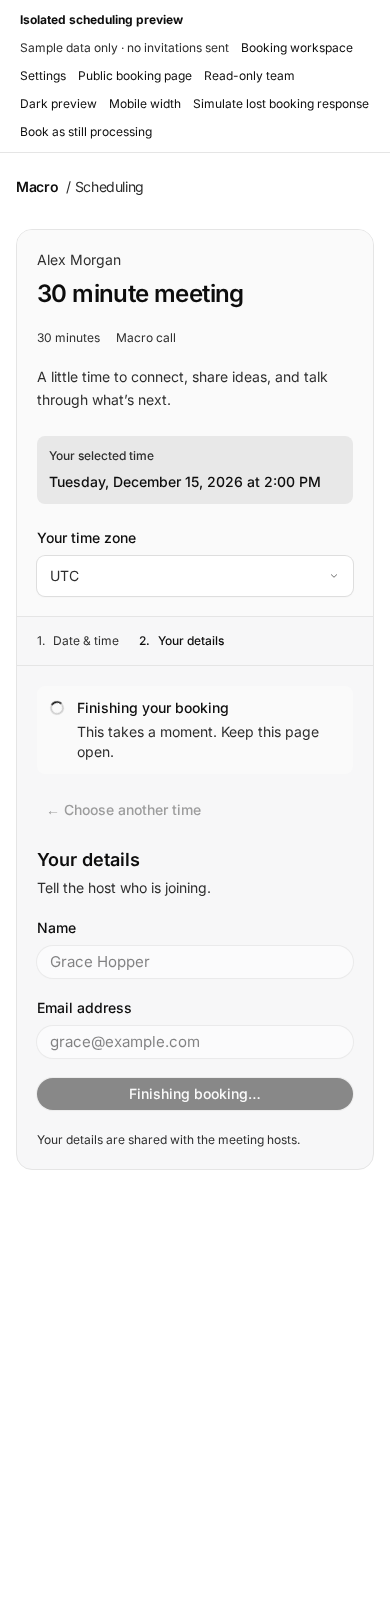 Isolated scheduling preview
Sample data only · no invitations sent Booking workspace
Settings Public booking page Read-only team
Dark preview Mobile width Simulate lost booking response
Book as still processing
Macro / Scheduling
Alex Morgan
30 minute meeting
30 minutes Macro call
A little time to connect, share ideas, and talk
through what’s next.
Your selected time
Tuesday, December 15, 2026 at 2:00 PM
Your time zone
UTC
1. Date & time 2. Your details
Finishing your booking
This takes a moment. Keep this page
open.
← Choose another time
Your details
Tell the host who is joining.
Name
Grace Hopper
Email address
grace@example.com
Finishing booking…
Your details are shared with the meeting hosts.